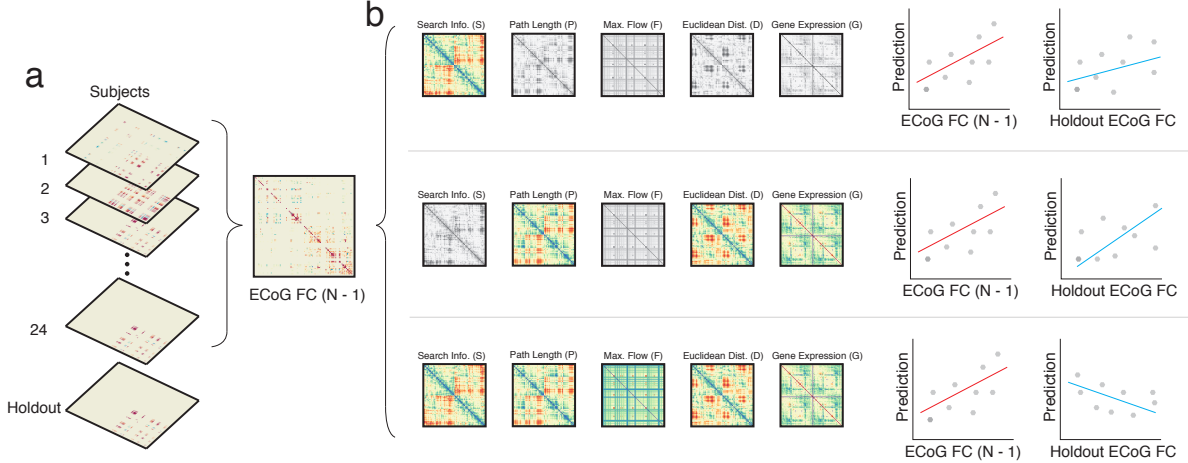 a
Subjects
1
2
3
24
Holdout
ECoG FC (N - 1)
b
Search Info. (S) Path Length (P) Max. Flow (F) Euclidean Dist. (D) Gene Expression (G)
Prediction
ECoG FC (N - 1)
Prediction
Holdout ECoG FC
Search Info. (S) Path Length (P) Max. Flow (F) Euclidean Dist. (D) Gene Expression (G)
Prediction
ECoG FC (N - 1)
Prediction
Holdout ECoG FC
Search Info. (S) Path Length (P) Max. Flow (F) Euclidean Dist. (D) Gene Expression (G)
Prediction
ECoG FC (N - 1)
Prediction
Holdout ECoG FC